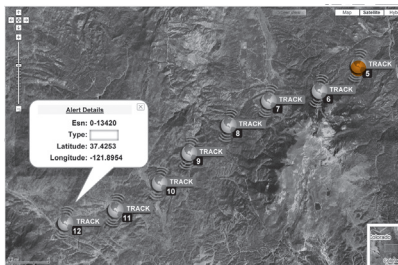 Map
Satellite
TRACK
5
TRACK
6
TRACK
7
TRACK
8
TRACK
9
TRACK
10
TRACK
11
TRACK
12
Alert Details
Esn: 0-13420
Type:
Latitude: 37.4253
Longitude: -121.8954